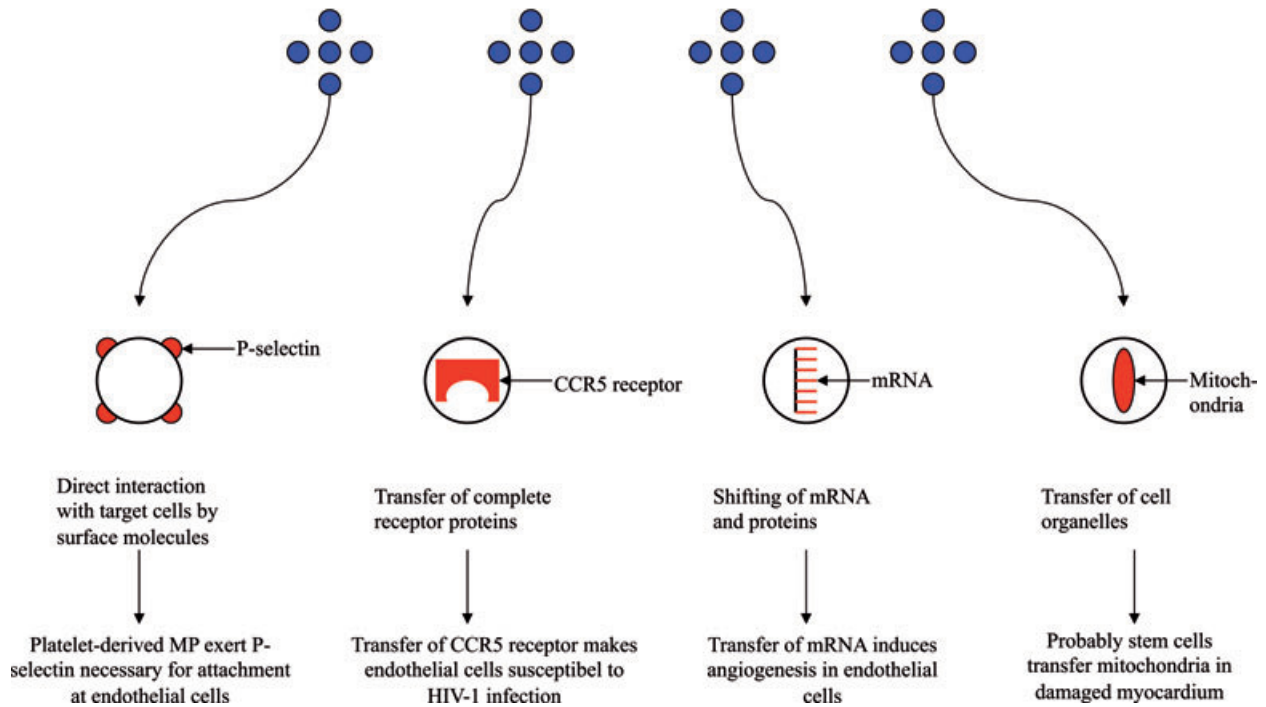 P-selectin
CCR5 receptor
mRNA
Mitoch-
ondria
Direct interaction
with target cells by
surface molecules
Transfer of complete
receptor proteins
Shifting of mRNA
and proteins
Transfer of cell
organelles
Platelet-derived MP exert P-
selectin necessary for attachment
at endothelial cells
Transfer of CCR5 receptor makes
endothelial cells susceptibel to
HIV-1 infection
Transfer of mRNA induces
angiogenesis in endothelial
cells
Probably stem cells
transfer mitochondria in
damaged myocardium